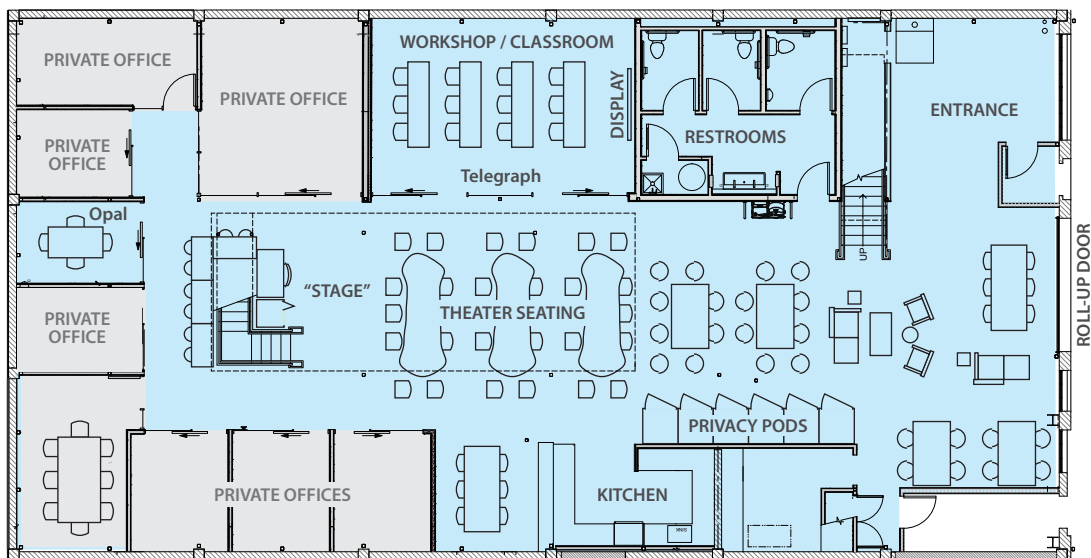 PRIVATE OFFICE
WORKSHOP / CLASSROOM
PRIVATE OFFICE
DISPLAY
ENTRANCE
RESTROOMS
PRIVATE
OFFICE
Telegraph
Opal
UP
ROLL-UP DOOR
"STAGE"
THEATER SEATING
PRIVATE
OFFICE
PRIVACY PODS
PRIVATE OFFICES
KITCHEN
SINK